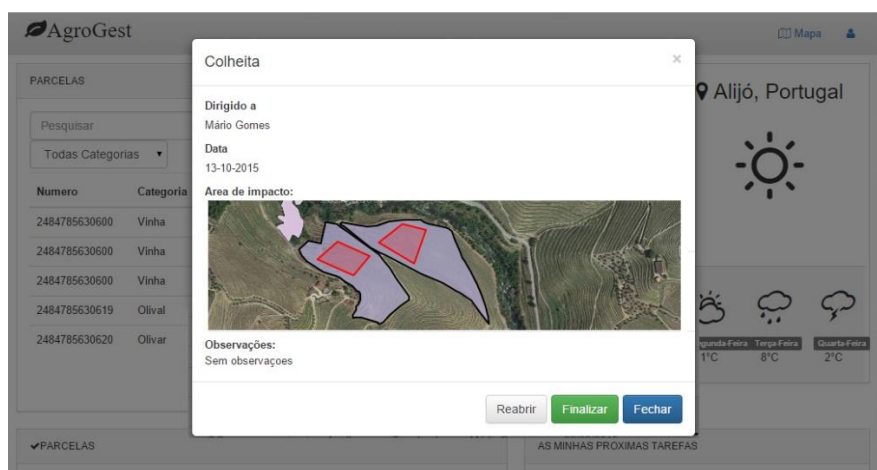 AgroGest
Mapa
PARCELAS
Pesquisar
Todas Categorias
Numero Categoria
2484785630600 Vinha
2484785630600 Vinha
2484785630600 Vinha
2484785630619 Olival
2484785630620 Olivar
Colheita
×
Dirigido a
Mário Gomes
Data
13-10-2015
Area de impacto:
Observações:
Sem observaçoes
Reabrir Finalizar Fechar
Alijó, Portugal
Terça-Feira Quarta-Feira
1°C 8°C 2°C
PARCELAS
AS MINHAS PROXIMAS TAREFAS